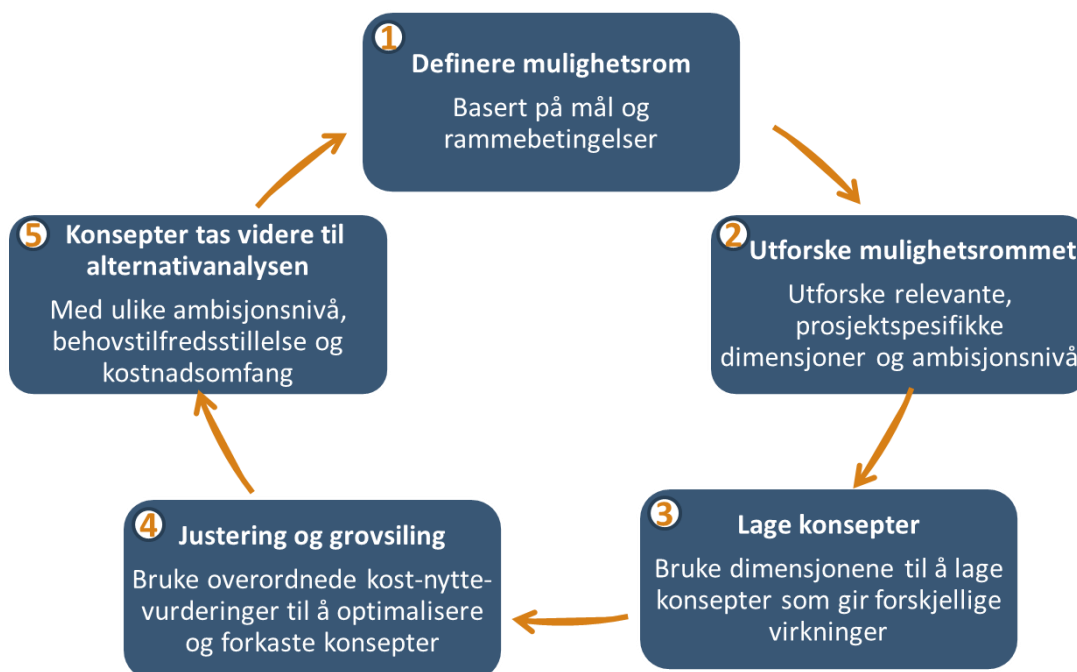 1
Definere mulighetsrom
Basert på mål og
rammebetingelser
2
Utforske mulighetsrommet
Utforske relevante,
prosjektspesifikke
dimensjoner og ambisjonsnivå
3
Lage konsepter
Bruke dimensjonene til å lage
konsepter som gir forskjellige
virkninger
4
Justering og grovsiling
Bruke overordnede kost-nytte-
vurderinger til å optimalisere
og forkaste konsepter
5
Konsepter tas videre til
alternativanalysen
Med ulike ambisjonsnivå,
behovstilfredsstillelse og
kostnadsomfang